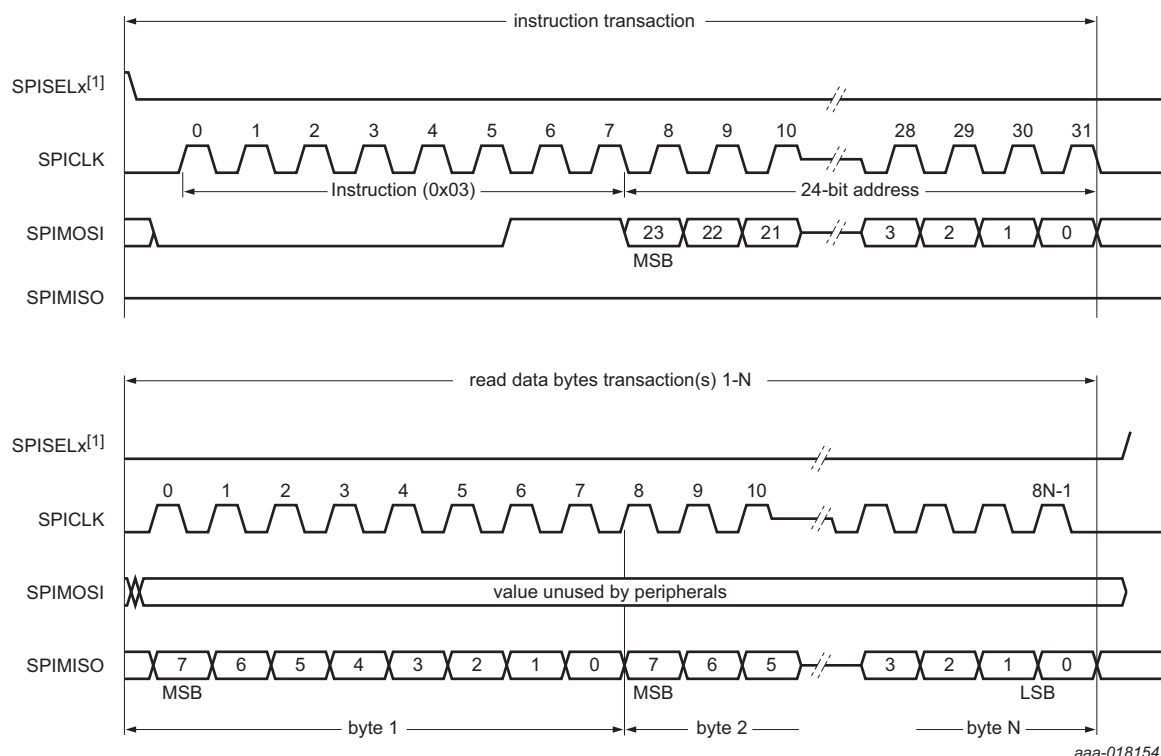 instruction transaction
SPISELx[1]
0 1 2 3 4 5 6 7 8 9 10 28 29 30 31
SPICLK
Instruction (0x03) 24-bit address
SPIMOSI 23 22 21 3 2 1 0
MSB
SPIMISO
read data bytes transaction(s) 1-N
SPISELx[1]
0 1 2 3 4 5 6 7 8 9 10 8N-1
SPICLK
SPIMOSI value unused by peripherals
SPIMISO 7 6 5 4 3 2 1 0 7 6 5 3 2 1 0
MSB MSB LSB
byte 1 byte 2 byte N
aaa-018154